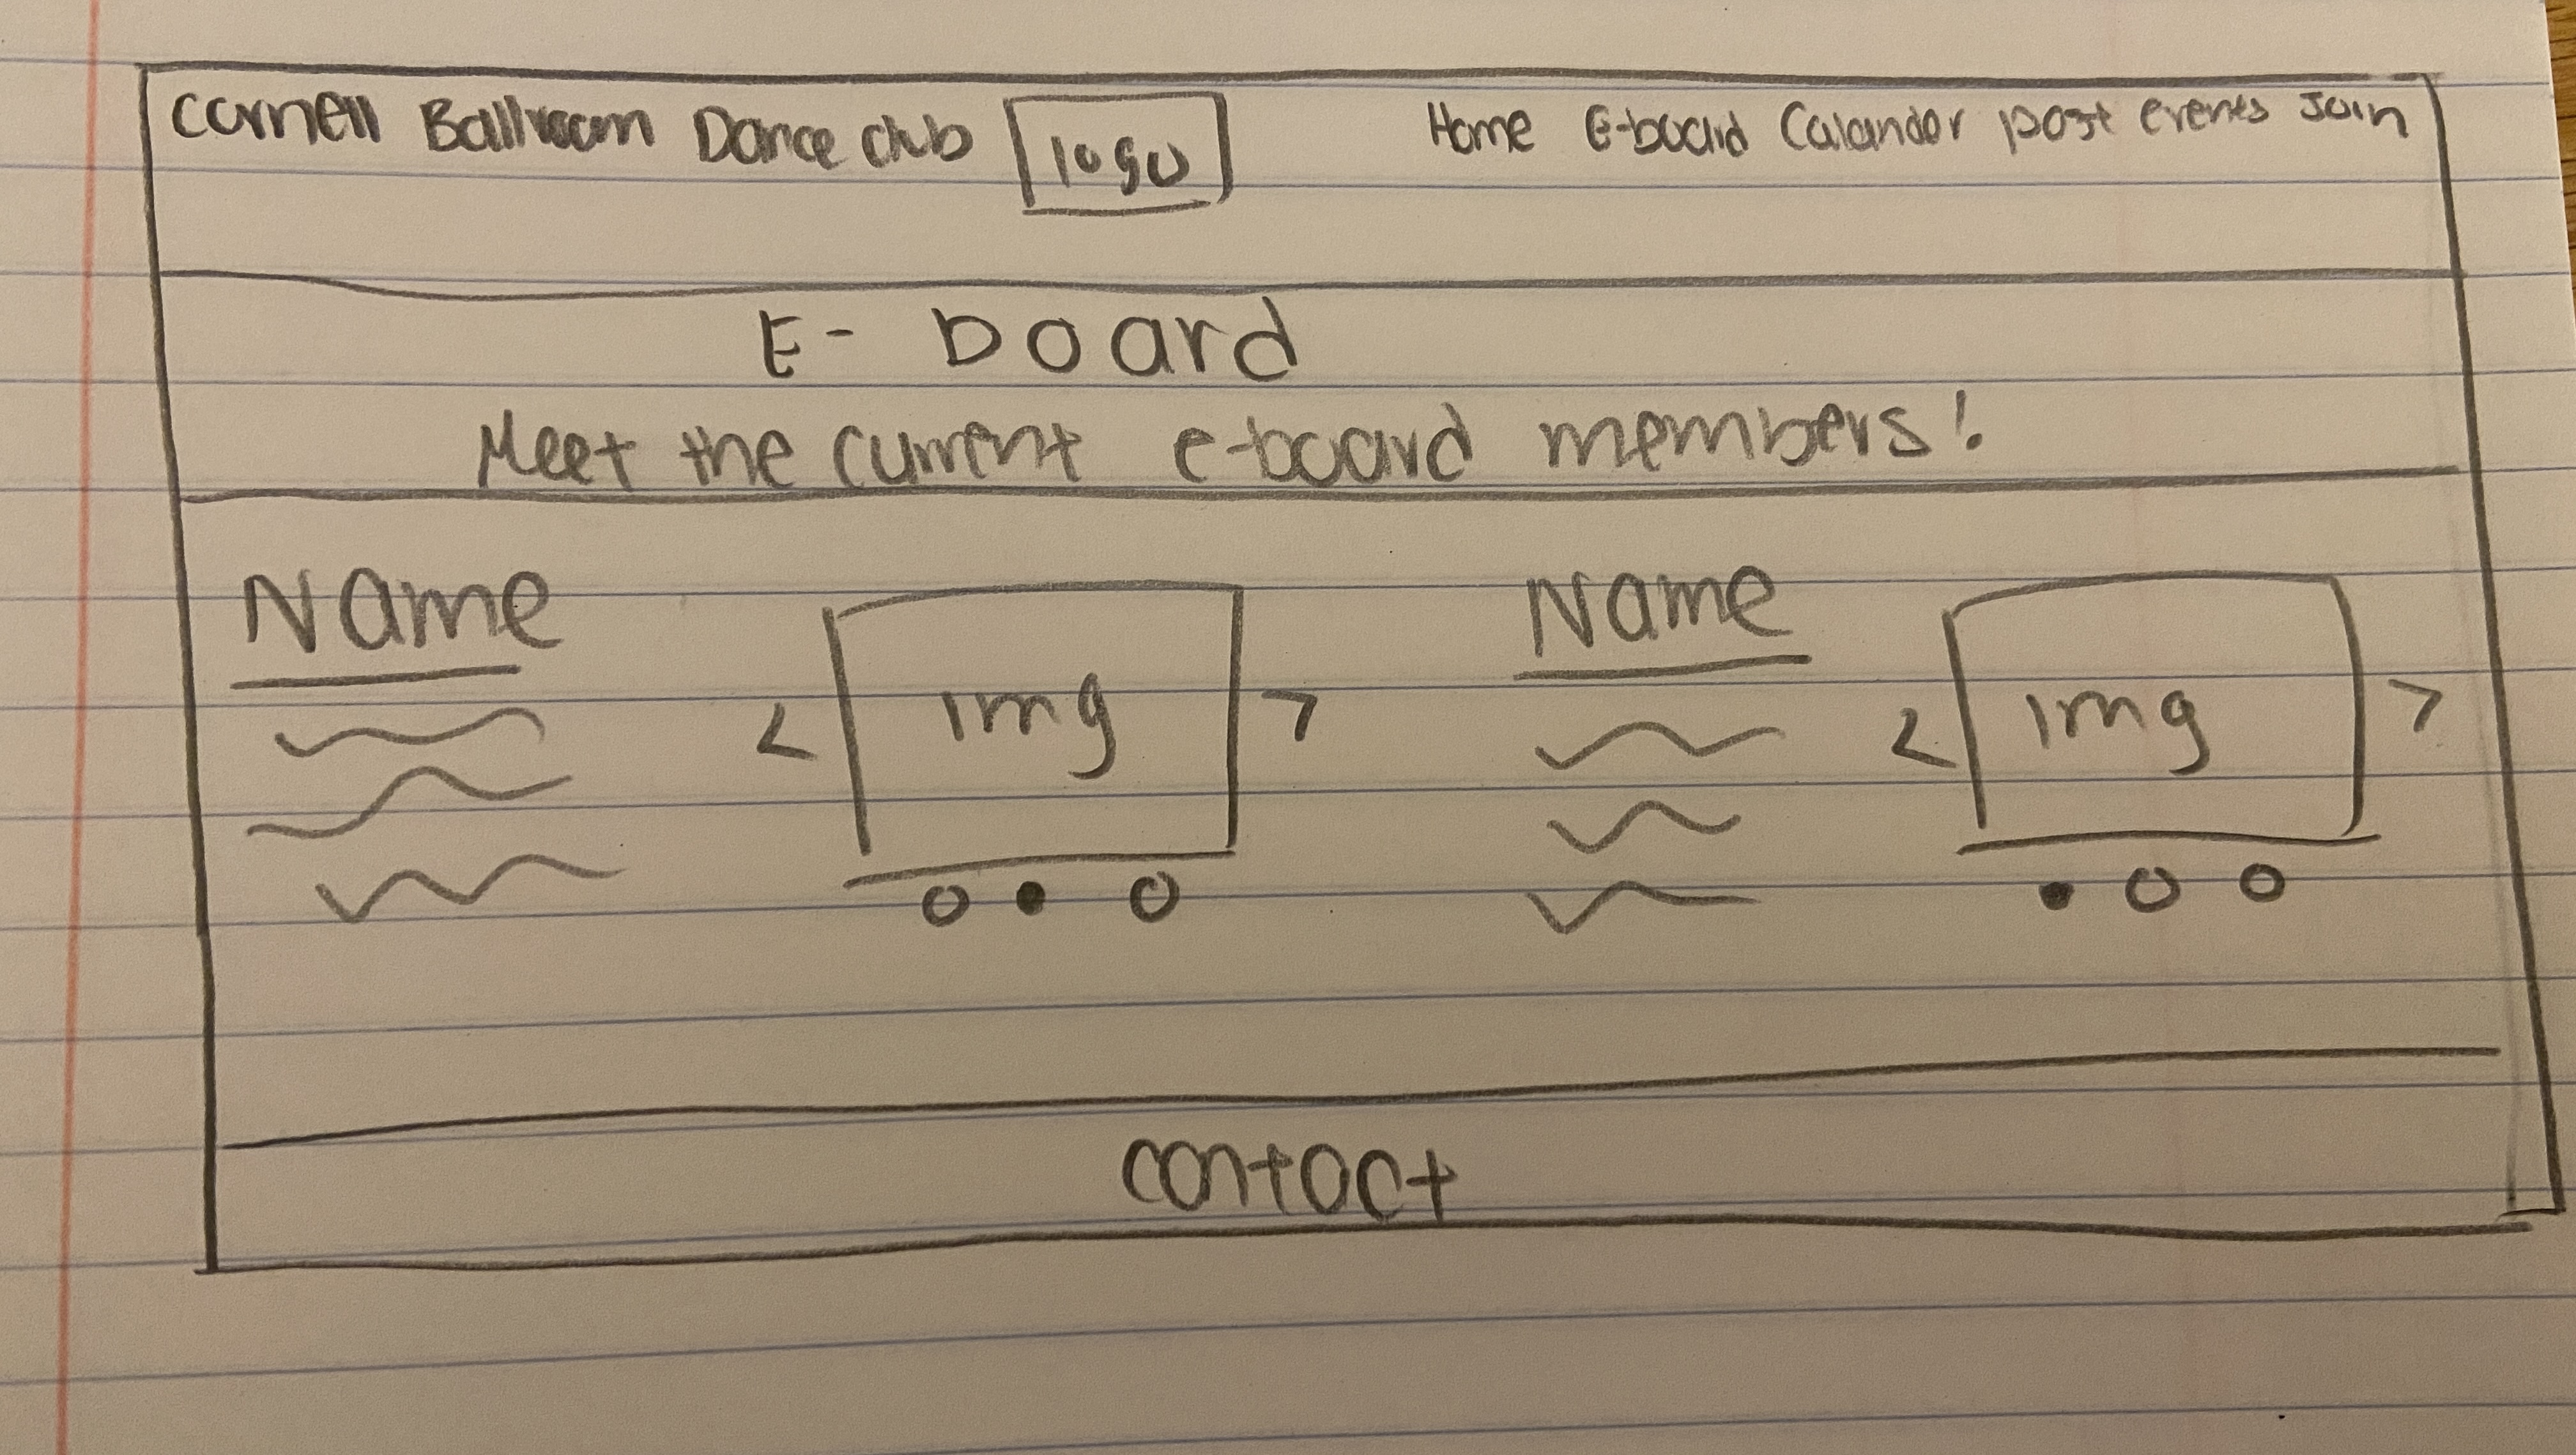 Cornell Ballroom Dance club logo Home E-board Calander past events Join
E-board
Meet the current e-board members!
Name Name
< img > < img >
contact